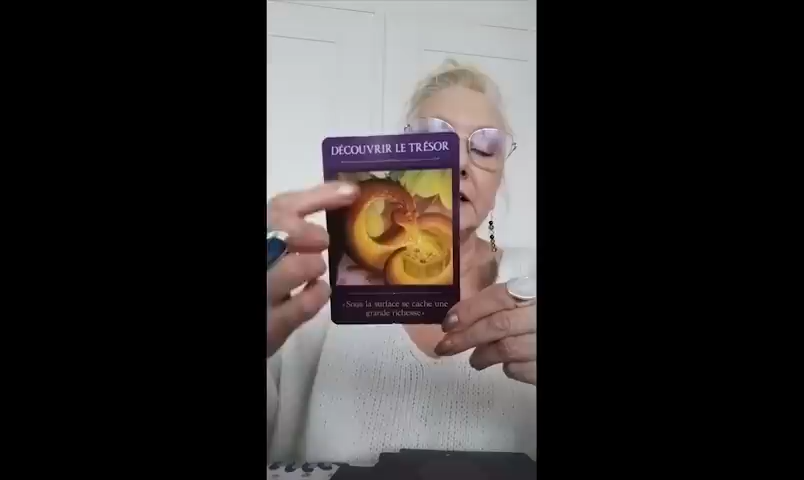 DÉCOUVRIR LE TRÉSOR
«Sous la surface se cache une
grande richesse»